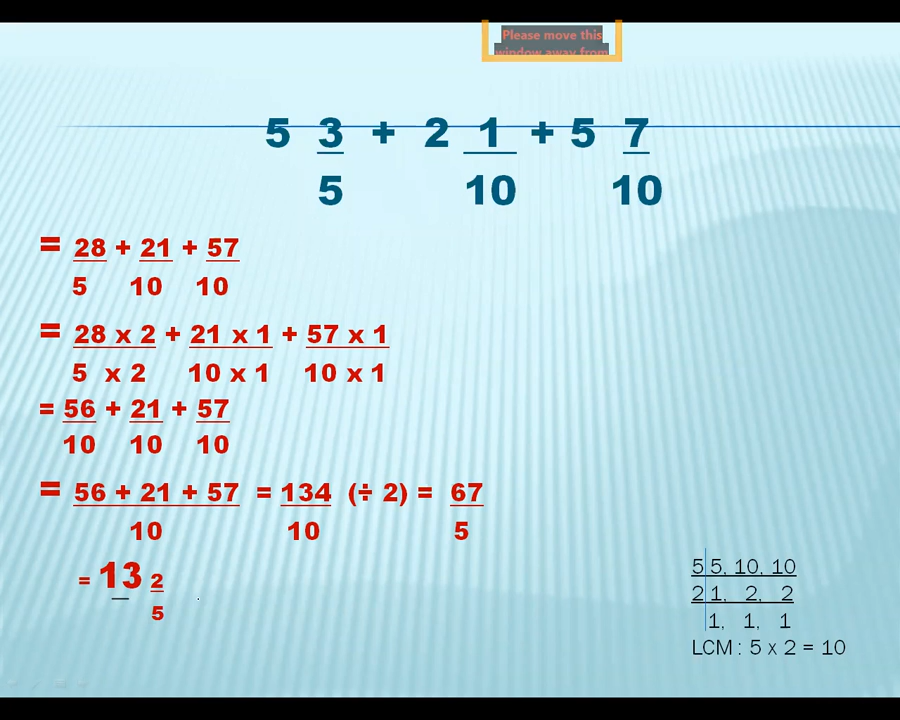 Please move this
window away from
5 3 + 2 1 + 5 7
5 10 10
= 28 + 21 + 57
5 10 10
= 28 x 2 + 21 x 1 + 57 x 1
5 x 2 10 x 1 10 x 1
= 56 + 21 + 57
10 10 10
= 56 + 21 + 57 = 134 (÷ 2) = 67
10 10 5
= 13 2
5
5 5, 10, 10
2 1, 2, 2
1, 1, 1
LCM : 5 x 2 = 10